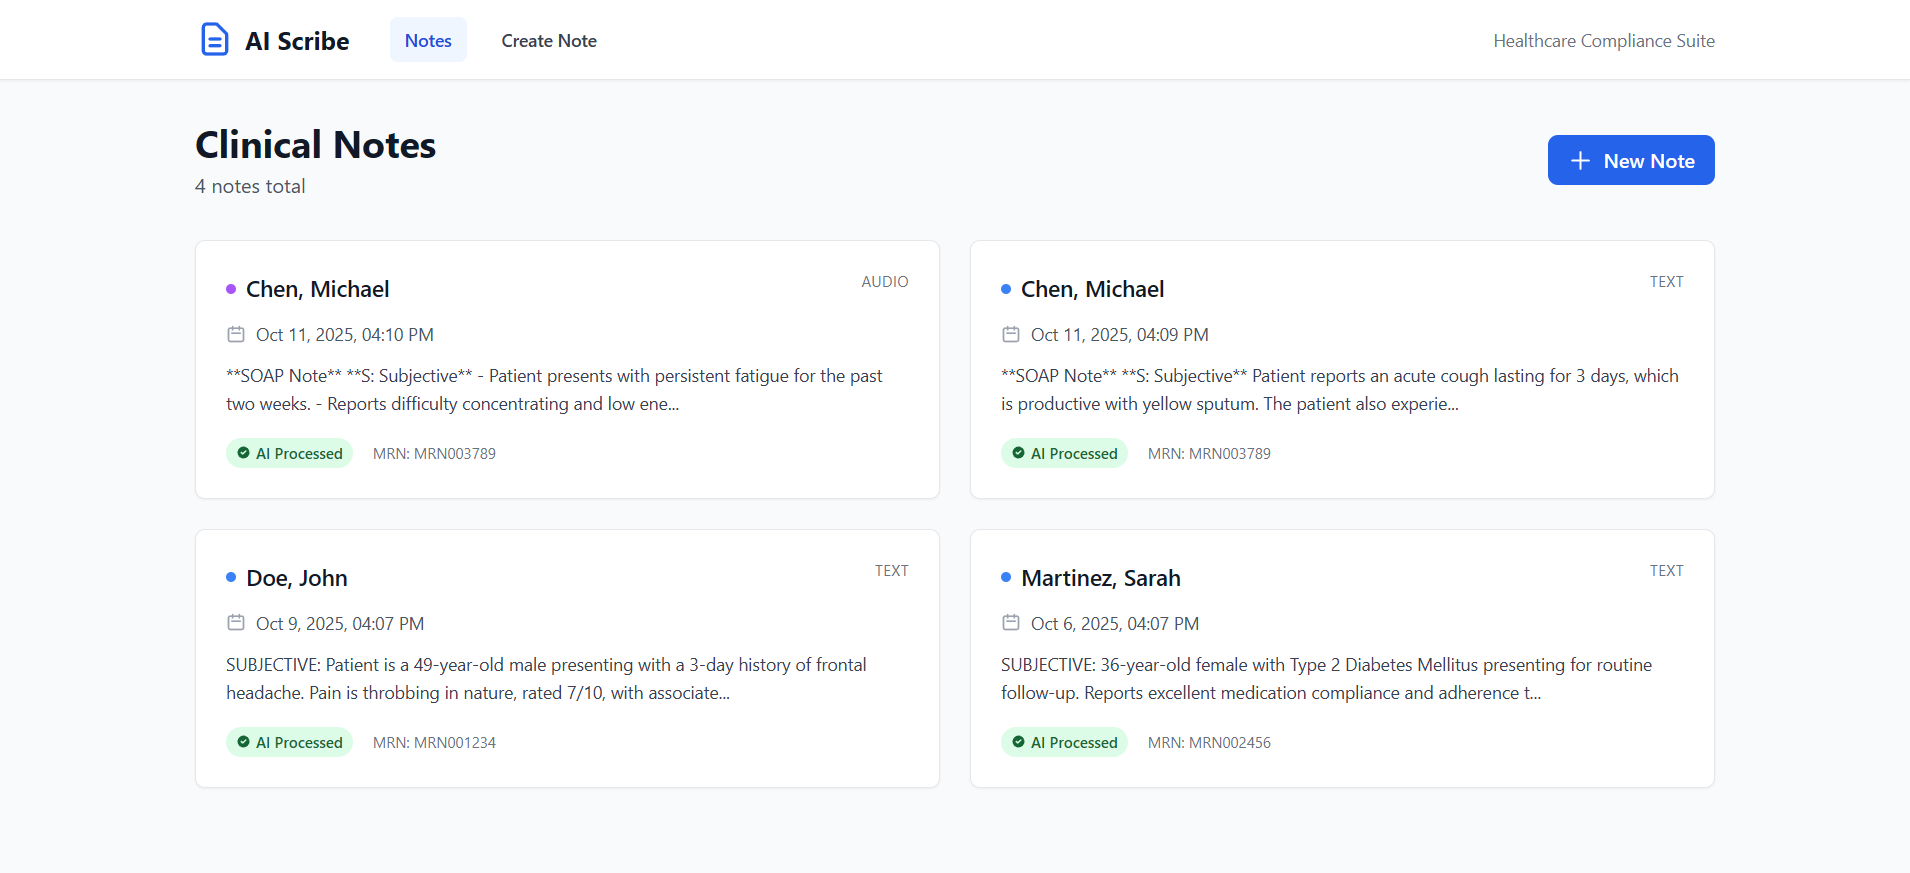 AI Scribe
Notes
Create Note
Healthcare Compliance Suite
Clinical Notes
4 notes total
New Note
Chen, Michael
AUDIO
Oct 11, 2025, 04:10 PM
**SOAP Note** **S: Subjective** - Patient presents with persistent fatigue for the past
two weeks. - Reports difficulty concentrating and low ene...
AI Processed
MRN: MRN003789
Chen, Michael
TEXT
Oct 11, 2025, 04:09 PM
**SOAP Note** **S: Subjective** Patient reports an acute cough lasting for 3 days, which
is productive with yellow sputum. The patient also experie...
AI Processed
MRN: MRN003789
Doe, John
TEXT
Oct 9, 2025, 04:07 PM
SUBJECTIVE: Patient is a 49-year-old male presenting with a 3-day history of frontal
headache. Pain is throbbing in nature, rated 7/10, with associate...
AI Processed
MRN: MRN001234
Martinez, Sarah
TEXT
Oct 6, 2025, 04:07 PM
SUBJECTIVE: 36-year-old female with Type 2 Diabetes Mellitus presenting for routine
follow-up. Reports excellent medication compliance and adherence t...
AI Processed
MRN: MRN002456